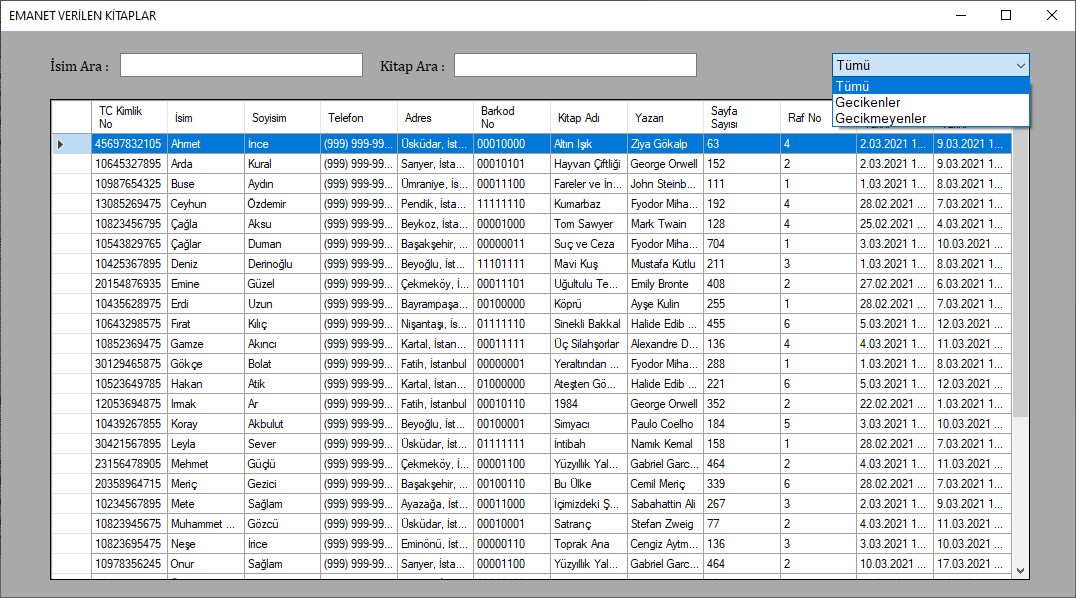 EMANET VERİLEN KİTAPLAR
İsim Ara : Kitap Ara : Tümü
Tümü
Gecikenler
Gecikmeyenler
TC Kimlik No İsim Soyisim Telefon Adres Barkod No Kitap Adı Yazarı Sayfa Sayısı Raf No
45697832105 Ahmet İnce (999) 999-99... Üsküdar, İst... 00010000 Altın Işık Ziya Gökalp 63 4 2.03.2021 1... 9.03.2021 1...
10645327895 Arda Kural (999) 999-99... Sarıyer, İsta... 00010101 Hayvan Çiftliği George Orwell 152 2 2.03.2021 1... 9.03.2021 1...
10987654325 Buse Aydın (999) 999-99... Ümraniye, İs... 00011100 Fareler ve İn... John Steinb... 111 1 1.03.2021 1... 8.03.2021 1...
13085269475 Ceyhun Özdemir (999) 999-99... Pendik, İsta... 11111110 Kumarbaz Fyodor Miha... 192 4 28.02.2021 ... 7.03.2021 1...
10823456795 Çağla Aksu (999) 999-99... Beykoz, İsta... 00001000 Tom Sawyer Mark Twain 128 4 25.02.2021 ... 4.03.2021 1...
10543829765 Çağlar Duman (999) 999-99... Başakşehir, ... 00000011 Suç ve Ceza Fyodor Miha... 704 1 3.03.2021 1... 10.03.2021 ...
10425367895 Deniz Derinoğlu (999) 999-99... Beyoğlu, İst... 11101111 Mavi Kuş Mustafa Kutlu 211 3 1.03.2021 1... 8.03.2021 1...
20154876935 Emine Güzel (999) 999-99... Çekmeköy, İ... 00011101 Uğultulu Te... Emily Bronte 408 2 27.02.2021 ... 6.03.2021 1...
10435628975 Erdi Uzun (999) 999-99... Bayrampaşa... 00100000 Köprü Ayşe Kulin 255 1 28.02.2021 ... 7.03.2021 1...
10643298575 Fırat Kılıç (999) 999-99... Nişantaşı, İs... 01111110 Sinekli Bakkal Halide Edib ... 455 6 5.03.2021 1... 12.03.2021 ...
10852369475 Gamze Akıncı (999) 999-99... Kartal, İstan... 00011111 Üç Silahşorlar Alexandre D... 136 4 4.03.2021 1... 11.03.2021 ...
30129465875 Gökçe Bolat (999) 999-99... Fatih, İstanbul 00000001 Yeraltından ... Fyodor Miha... 288 1 1.03.2021 1... 8.03.2021 1...
10523649785 Hakan Atik (999) 999-99... Kartal, İstan... 01000000 Ateşten Gö... Halide Edib ... 221 6 5.03.2021 1... 12.03.2021 ...
12053694875 Irmak Ar (999) 999-99... Fatih, İstanbul 00010110 1984 George Orwell 352 2 22.02.2021 ... 1.03.2021 1...
10439267855 Koray Akbulut (999) 999-99... Beyoğlu, İst... 00100001 Simyacı Paulo Coelho 184 5 3.03.2021 1... 10.03.2021 ...
30421567895 Leyla Sever (999) 999-99... Üsküdar, İst... 01111111 İntibah Namık Kemal 158 1 28.02.2021 ... 7.03.2021 1...
23156478905 Mehmet Güçlü (999) 999-99... Çekmeköy, İ... 00001100 Yüzyıllık Yal... Gabriel Garc... 464 2 4.03.2021 1... 11.03.2021 ...
20358964715 Meriç Gezici (999) 999-99... Başakşehir, ... 00100110 Bu Ülke Cemil Meriç 339 6 28.02.2021 ... 7.03.2021 1...
10234567895 Mete Sağlam (999) 999-99... Ayazağa, İst... 00011000 İçimizdeki Ş... Sabahattin Ali 267 3 2.03.2021 1... 9.03.2021 1...
10823945675 Muhammet ... Gözcü (999) 999-99... Üsküdar, İst... 00010001 Satranç Stefan Zweig 77 2 4.03.2021 1... 11.03.2021 ...
10823695475 Neşe İrice (999) 999-99... Eminönü, İst... 00000110 Toprak Ana Cengiz Aytm... 136 3 3.03.2021 1... 10.03.2021 ...
10978356245 Onur Sağlam (999) 999-99... Sarıyer, İsta... 00001100 Yüzyıllık Yal... Gabriel Garc... 464 2 10.03.2021 ... 17.03.2021 ...